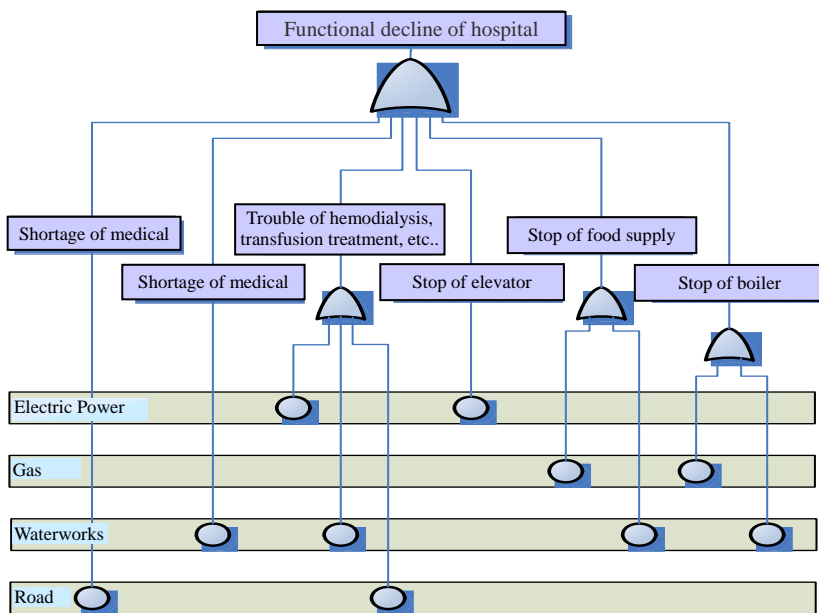 Functional decline of hospital
Shortage of medical
Shortage of medical
Trouble of hemodialysis,
transfusion treatment, etc..
Stop of elevator
Stop of food supply
Stop of boiler
Electric Power
Gas
Waterworks
Road